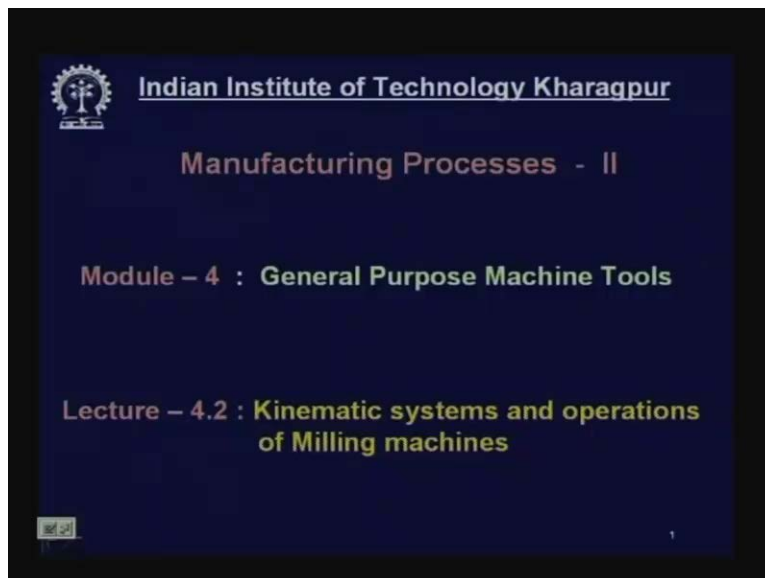 Indian Institute of Technology Kharagpur
Manufacturing Processes - II
Module – 4 : General Purpose Machine Tools
Lecture – 4.2 : Kinematic systems and operations
of Milling machines
1